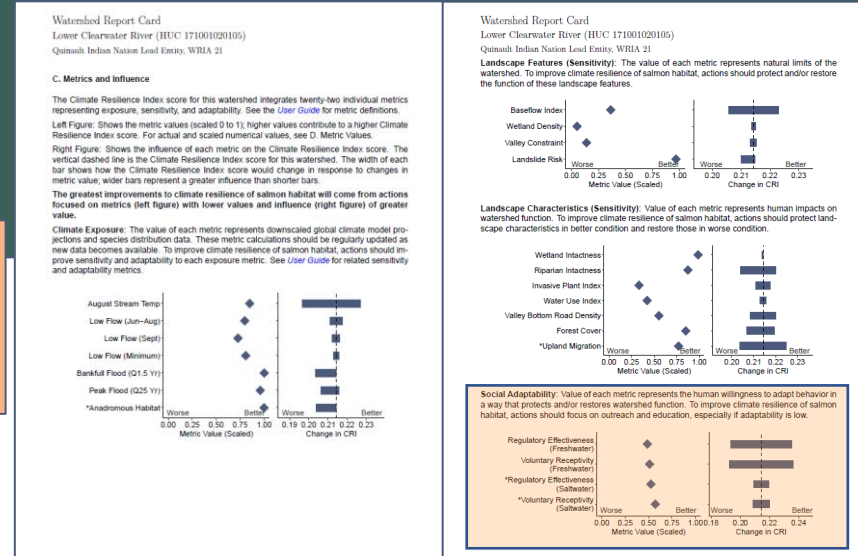 Watershed Report Card
Lower Clearwater River (HUC 171001020105)
Quinault Indian Nation Lead Entity, WRIA 21
C. Metrics and Influence
The Climate Resilience Index score for this watershed integrates twenty-two individual metrics
representing exposure, sensitivity, and adaptability. See the User Guide for metric definitions.
Left Figure: Shows the metric values (scaled 0 to 1); higher values contribute to a higher Climate
Resilience Index score. For actual and scaled numerical values, see D. Metric Values.
Right Figure: Shows the influence of each metric on the Climate Resilience Index score. The
vertical dashed line is the Climate Resilience Index score for this watershed. The width of each
bar shows how the Climate Resilience Index score would change in response to changes in
metric value; wider bars represent a greater influence than shorter bars.
The greatest improvements to climate resilience of salmon habitat will come from actions
focused on metrics (left figure) with lower values and influence (right figure) of greater
value.
Climate Exposure: The value of each metric represents downscaled global climate model pro-
jections and species distribution data. These metric calculations should be regularly updated as
new data becomes available. To improve climate resilience of salmon habitat, actions should im-
prove sensitivity and adaptability to each exposure metric. See User Guide for related sensitivity
and adaptability metrics.
August Stream Temp
Low Flow (Jun–Aug)
Low Flow (Sept)
Low Flow (Minimum)
Bankfull Flood (Q1.5 Yr)
Peak Flood (Q25 Yr)
*Anadromous Habitat
Worse Better Worse Better
0.00 0.25 0.50 0.75 1.00 0.19 0.20 0.21 0.22 0.23
Metric Value (Scaled) Change in CRI
Watershed Report Card
Lower Clearwater River (HUC 171001020105)
Quinault Indian Nation Lead Entity, WRIA 21
Landscape Features (Sensitivity): The value of each metric represents natural limits of the
watershed. To improve climate resilience of salmon habitat, actions should protect and/or restore
the function of these landscape features.
Baseflow Index
Wetland Density
Valley Constraint
Landslide Risk
Worse Better Worse Better
0.00 0.25 0.50 0.75 1.00 0.20 0.21 0.22 0.23
Metric Value (Scaled) Change in CRI
Landscape Characteristics (Sensitivity): Value of each metric represents human impacts on
watershed function. To improve climate resilience of salmon habitat, actions should protect land-
scape characteristics in better condition and restore those in worse condition.
Wetland Intactness
Riparian Intactness
Invasive Plant Index
Water Use Index
Valley Bottom Road Density
Forest Cover
*Upland Migration
Worse Better Worse Better
0.00 0.25 0.50 0.75 1.00 0.20 0.21 0.22 0.23
Metric Value (Scaled) Change in CRI
Social Adaptability: Value of each metric represents the human willingness to adapt behavior in
a way that protects and/or restores watershed function. To improve climate resilience of salmon
habitat, actions should focus on outreach and education, especially if adaptability is low.
Regulatory Effectiveness
(Freshwater)
Voluntary Receptivity
(Freshwater)
*Regulatory Effectiveness
(Saltwater)
*Voluntary Receptivity
(Saltwater)
Worse Better Worse Better
0.00 0.25 0.50 0.75 1.00 0.18 0.20 0.22 0.24
Metric Value (Scaled) Change in CRI